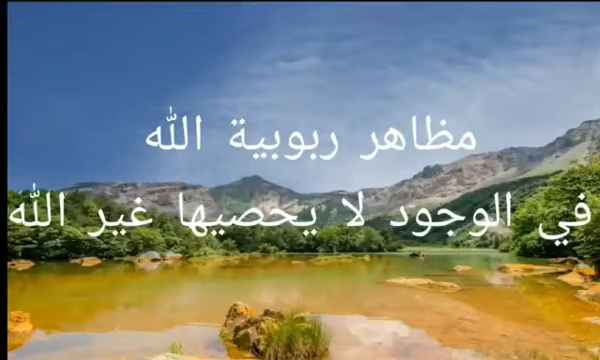 مظاهر ربوبية الله
في الوجود لا يحصيها غير الله